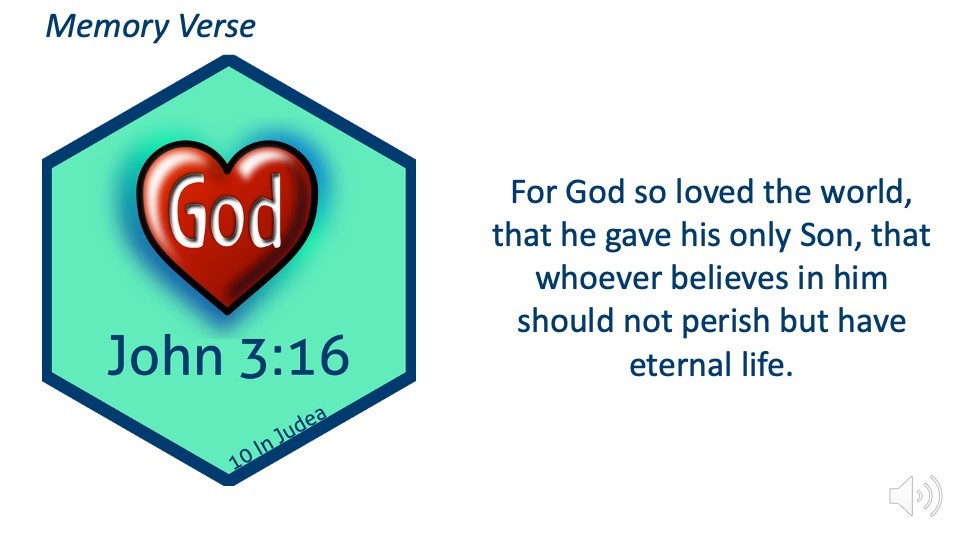 Memory Verse
God
John 3:16
10 In Judea
For God so loved the world,
that he gave his only Son, that
whoever believes in him
should not perish but have
eternal life.